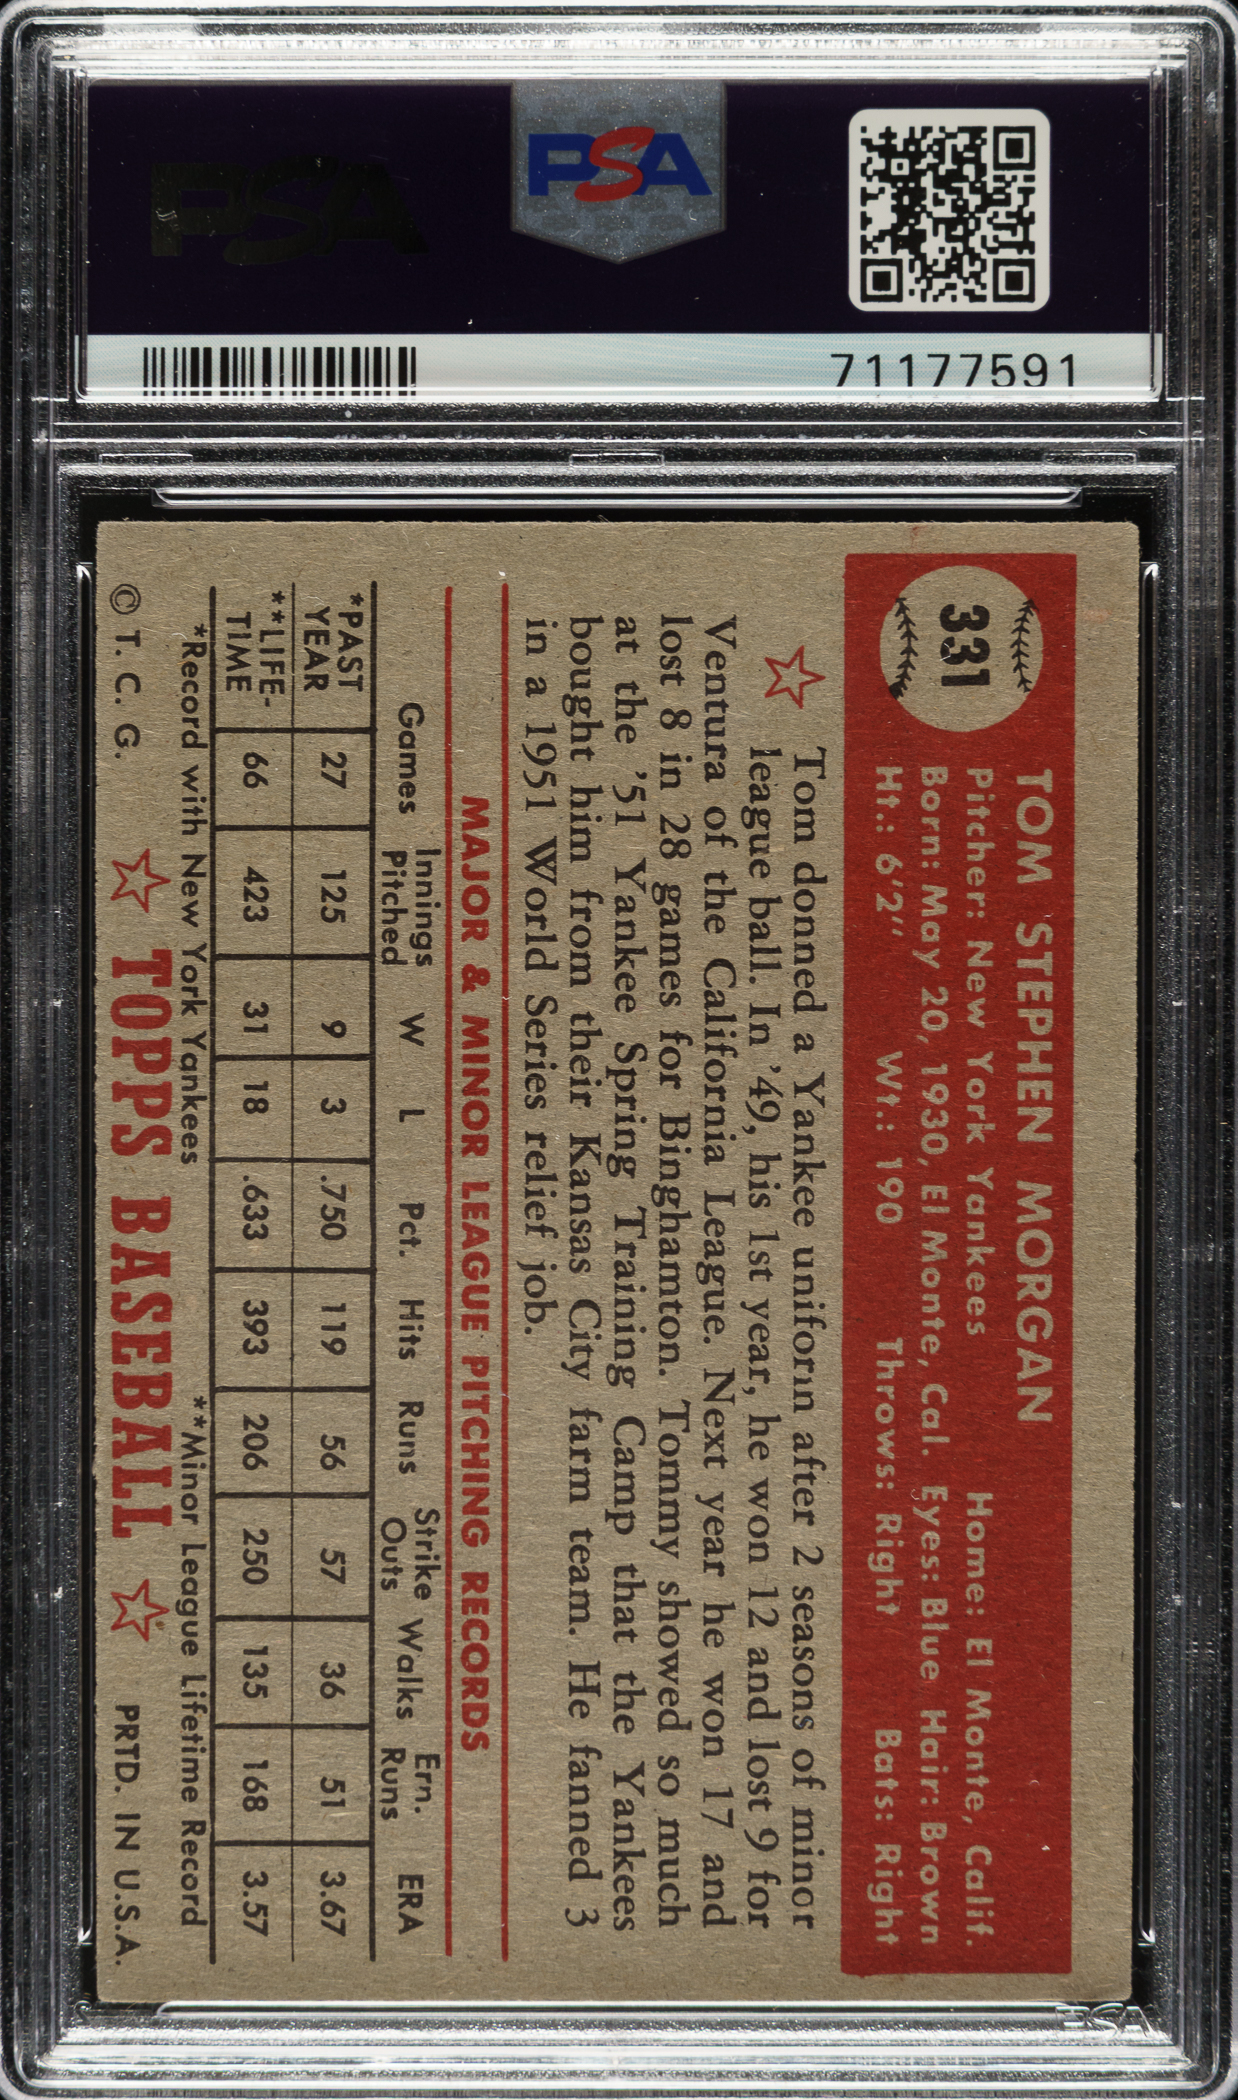 PSA
PSA
71177591
331
TOM STEPHEN MORGAN
Pitcher: New York Yankees Home: El Monte, Calif.
Born: May 20, 1930, El Monte, Cal. Eyes: Blue Hair: Brown
Ht.: 6'2" Wt.: 190 Throws: Right Bats: Right
Tom donned a Yankee uniform after 2 seasons of minor
league ball. In '49, his 1st year, he won 12 and lost 9 for
Ventura of the California League. Next year he won 17 and
lost 8 in 28 games for Binghamton. Tommy showed so much
at the '51 Yankee Spring Training Camp that the Yankees
bought him from their Kansas City farm team. He fanned 3
in a 1951 World Series relief job.
MAJOR & MINOR LEAGUE PITCHING RECORDS
Games Innings Pitched W L Pct. Hits Runs Strike Outs Walks Ern. Runs ERA
*PAST YEAR 27 125 9 3 .750 119 56 57 36 51 3.67
**LIFE-TIME 66 423 31 18 .633 393 206 250 135 168 3.57
*Record with New York Yankees **Minor League Lifetime Record
© T. C. G. TOPPS BASEBALL PRTD. IN U.S.A.
PSA